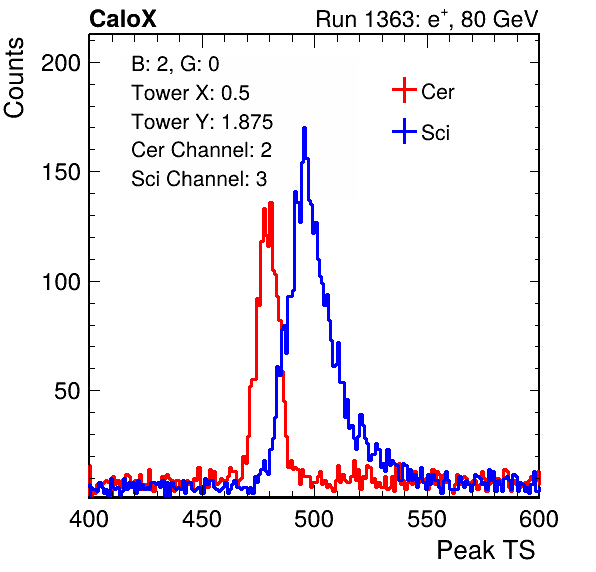 CaloX
Run 1363: e⁺, 80 GeV
Counts
B: 2, G: 0
Tower X: 0.5
Tower Y: 1.875
Cer Channel: 2
Sci Channel: 3
Cer
Sci
200
150
100
50
400 450 500 550 600
Peak TS